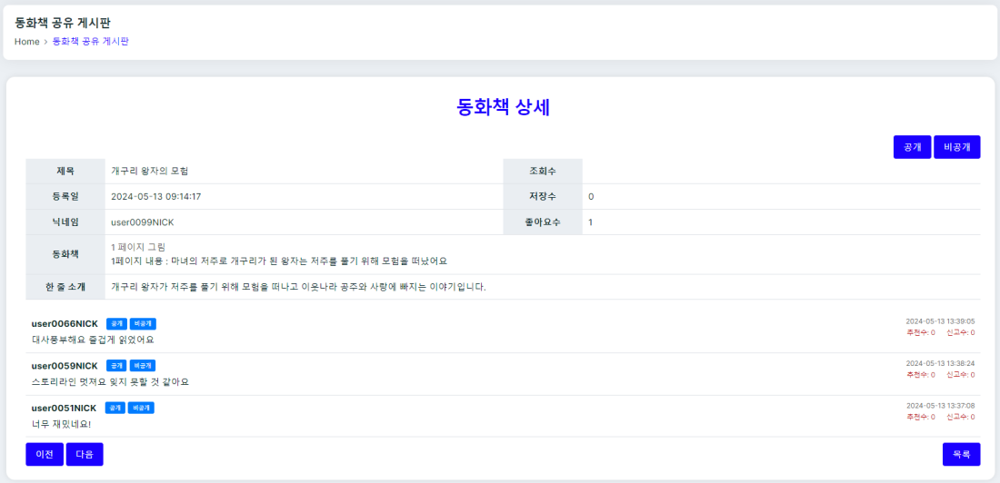 동화책 공유 게시판
Home › 동화책 공유 게시판
동화책 상세
공개 비공개
제목 개구리 왕자의 모험 조회수
등록일 2024-05-13 09:14:17 저장수 0
닉네임 user0099NICK 좋아요수 1
동화책 1 페이지 그림
1페이지 내용 : 마녀의 저주로 개구리가 된 왕자는 저주를 풀기 위해 모험을 떠났어요
한 줄 소개 개구리 왕자가 저주를 풀기 위해 모험을 떠나고 이웃나라 공주와 사랑에 빠지는 이야기입니다.
user0066NICK 공개 비공개 2024-05-13 13:39:05
대사풍부해요 즐겁게 읽었어요 추천수: 0 신고수: 0
user0059NICK 공개 비공개 2024-05-13 13:38:24
스토리라인 멋져요 잊지 못할 것 같아요 추천수: 0 신고수: 0
user0051NICK 공개 비공개 2024-05-13 13:37:08
너무 재밌네요! 추천수: 0 신고수: 0
이전 다음 목록